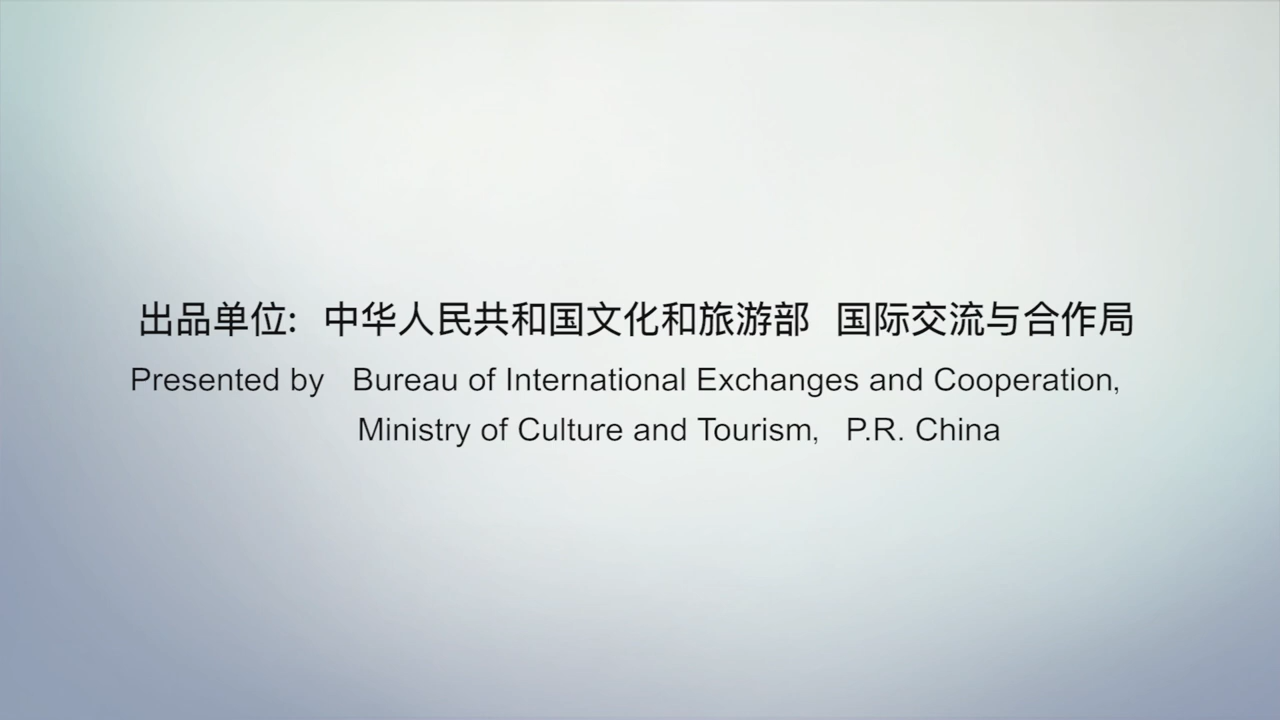 出品单位: 中华人民共和国文化和旅游部 国际交流与合作局
Presented by Bureau of International Exchanges and Cooperation,
Ministry of Culture and Tourism, P.R. China